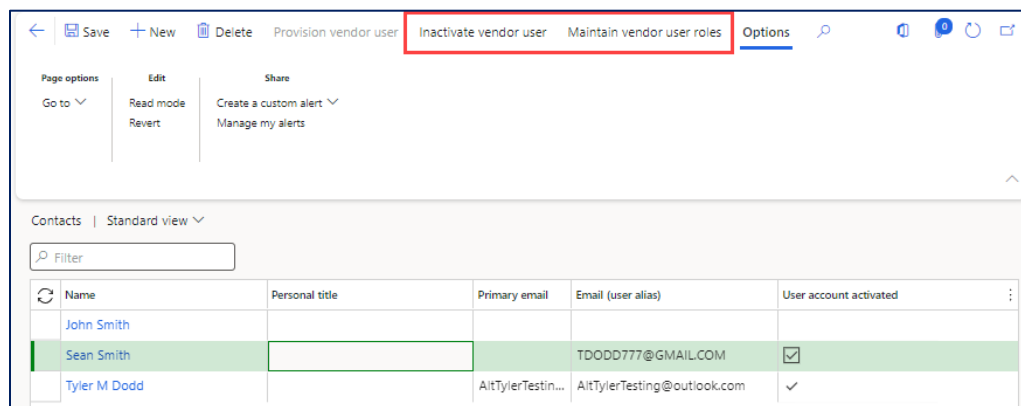 Save New Delete Provision vendor user Inactivate vendor user Maintain vendor user roles Options 0
Page options Edit Share
Go to Read mode Create a custom alert
Revert Manage my alerts
Contacts | Standard view
Filter
Name Personal title Primary email Email (user alias) User account activated
John Smith
Sean Smith TDODD777@GMAIL.COM
Tyler M Dodd AltTylerTestin... AltTylerTesting@outlook.com